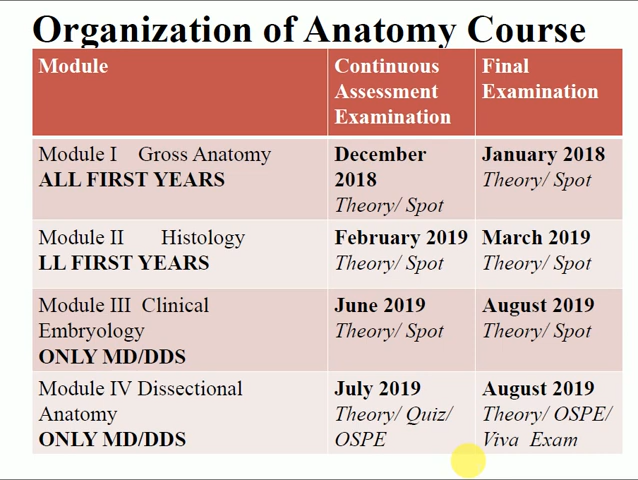 Organization of Anatomy Course
Module
Continuous
Assessment
Examination
Final
Examination
Module I Gross Anatomy
ALL FIRST YEARS
December
2018
Theory/ Spot
January 2018
Theory/ Spot
Module II Histology
LL FIRST YEARS
February 2019
Theory/ Spot
March 2019
Theory/ Spot
Module III Clinical
Embryology
ONLY MD/DDS
June 2019
Theory/ Spot
August 2019
Theory/ Spot
Module IV Dissectional
Anatomy
ONLY MD/DDS
July 2019
Theory/ Quiz/
OSPE
August 2019
Theory/ OSPE/
Viva Exam